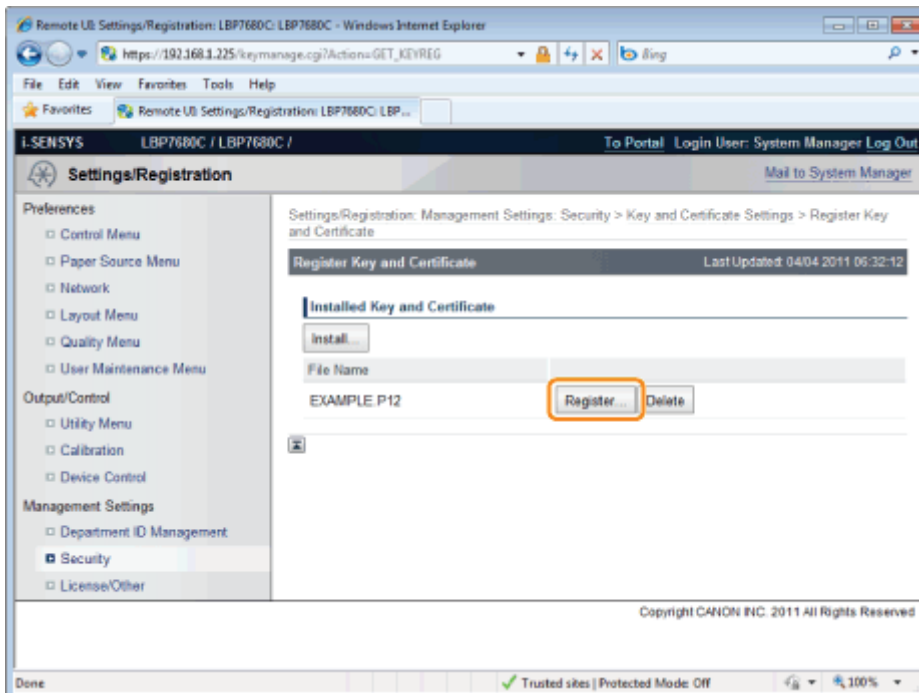 Remote UI: Settings/Registration: LBP7680C: LBP7680C - Windows Internet Explorer
https://192.168.1.225/keymanage.cgi?Action=GET_KEYREG
Bing
File Edit View Favorites Tools Help
Favorites
Remote UI: Settings/Registration: LBP7680C: LBP...
i-SENSYS LBP7680C / LBP7680C /
To Portal Login User: System Manager Log Out
Settings/Registration
Mail to System Manager
Preferences
Control Menu
Paper Source Menu
Network
Layout Menu
Quality Menu
User Maintenance Menu
Output/Control
Utility Menu
Calibration
Device Control
Management Settings
Department ID Management
Security
License/Other
Settings/Registration: Management Settings: Security > Key and Certificate Settings > Register Key
and Certificate
Register Key and Certificate
Last Updated: 04/04 2011 06:32:12
Installed Key and Certificate
Install...
File Name
EXAMPLE.P12 Register... Delete
Copyright CANON INC. 2011 All Rights Reserved
Done
Trusted sites | Protected Mode: Off
100%